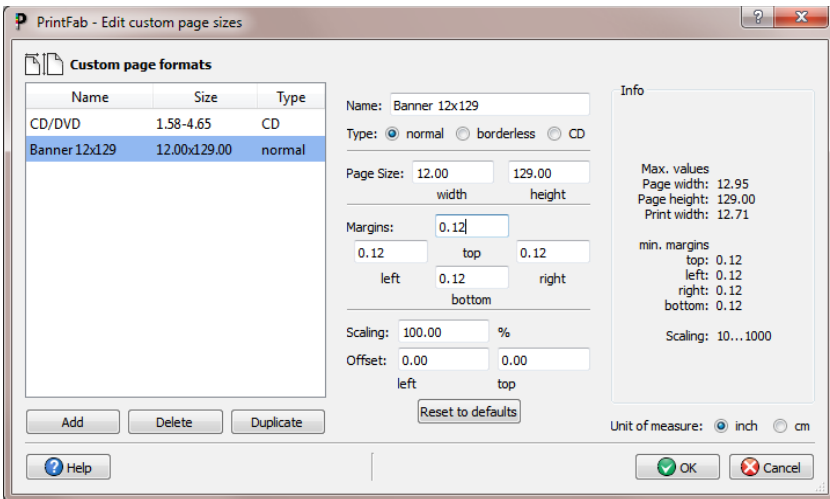 PrintFab - Edit custom page sizes
Custom page formats
Name Size Type
CD/DVD 1.58-4.65 CD
Banner 12x129 12.00x129.00 normal
Add Delete Duplicate
Name: Banner 12x129
Type: normal borderless CD
Page Size: 12.00 129.00
width height
Margins: 0.12
0.12 top 0.12
left 0.12 right
bottom
Scaling: 100.00 %
Offset: 0.00 0.00
left top
Reset to defaults
Info
Max. values
Page width: 12.95
Page height: 129.00
Print width: 12.71
min. margins
top: 0.12
left: 0.12
right: 0.12
bottom: 0.12
Scaling: 10...1000
Unit of measure: inch cm
Help OK Cancel